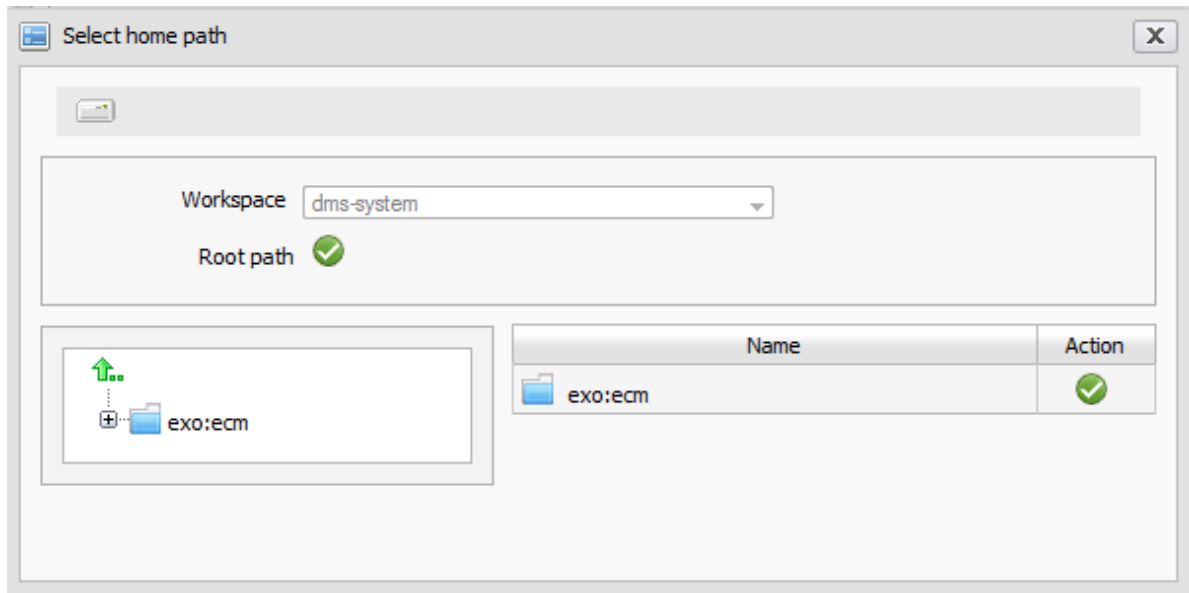 Select home path
X
Workspace dms-system
Root path
Name Action
exo:ecm
exo:ecm